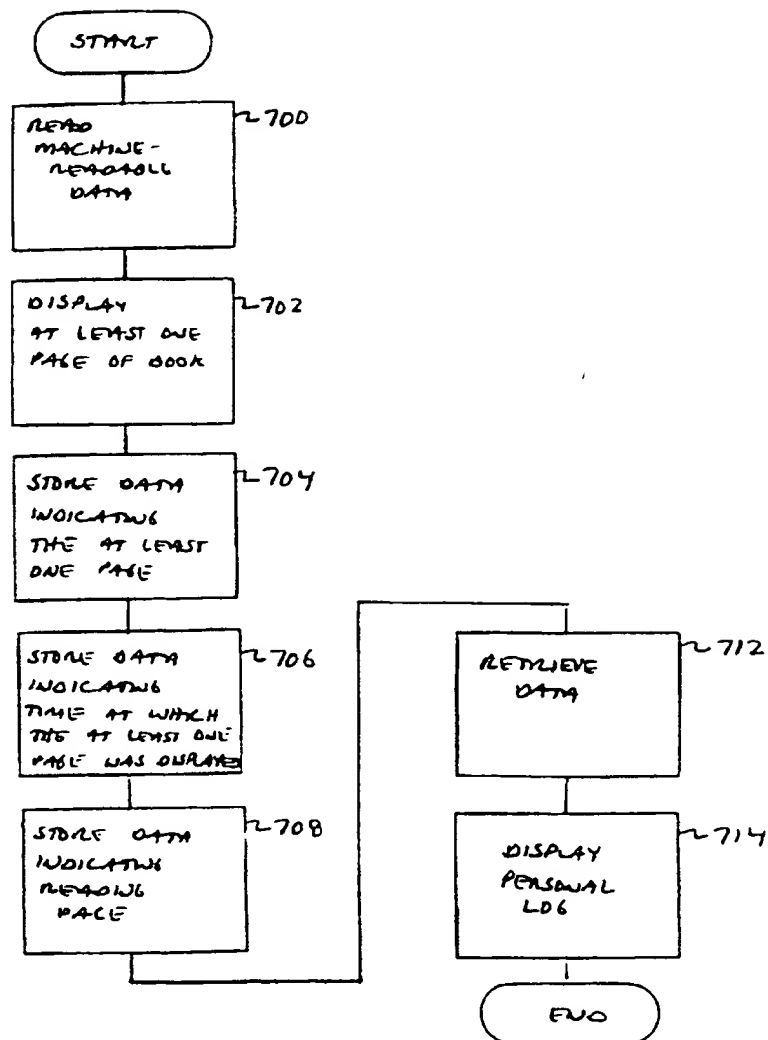 START
700
READ
MACHINE-
READABLE
DATA
702
DISPLAY
AT LEAST ONE
PAGE OF BOOK
704
STORE DATA
INDICATING
THE AT LEAST
ONE PAGE
706
STORE DATA
INDICATING
TIME AT WHICH
THE AT LEAST ONE
PAGE WAS DISPLAYED
708
STORE DATA
INDICATING
READING
PACE
712
RETRIEVE
DATA
714
DISPLAY
PERSONAL
LOG
END